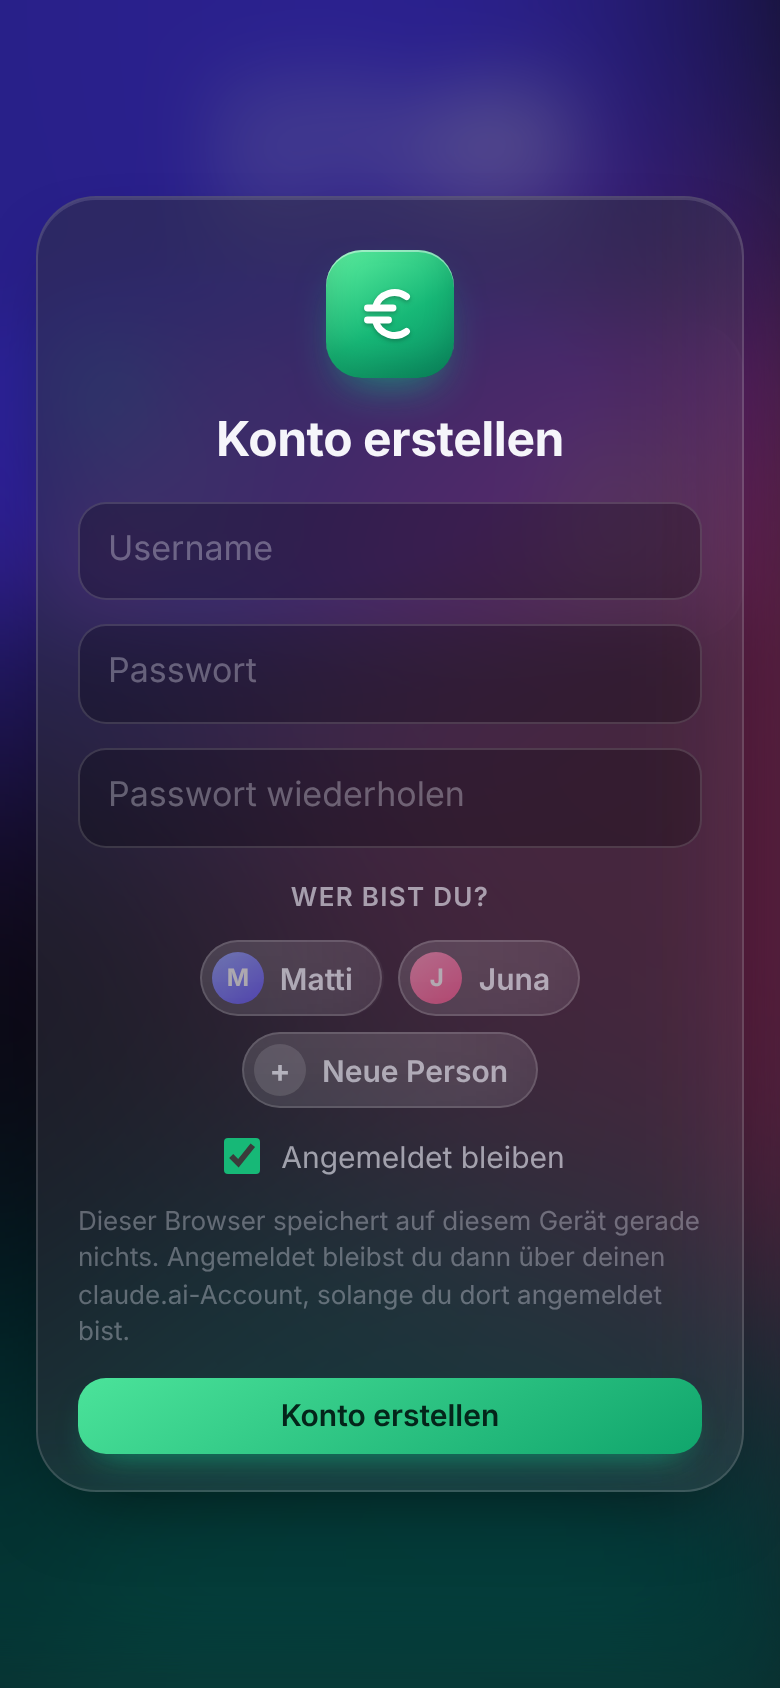 €
Konto erstellen
Username
Passwort
Passwort wiederholen
WER BIST DU?
M Matti J Juna
+ Neue Person
Angemeldet bleiben
Dieser Browser speichert auf diesem Gerät gerade
nichts. Angemeldet bleibst du dann über deinen
claude.ai-Account, solange du dort angemeldet
bist.
Konto erstellen